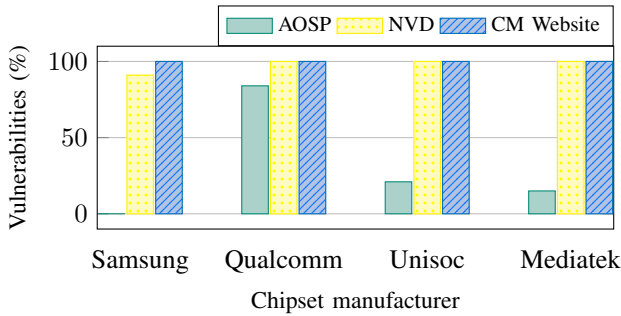 AOSP NVD CM Website
Vulnerabilities (%)
100
50
0
Samsung Qualcomm Unisoc Mediatek
Chipset manufacturer